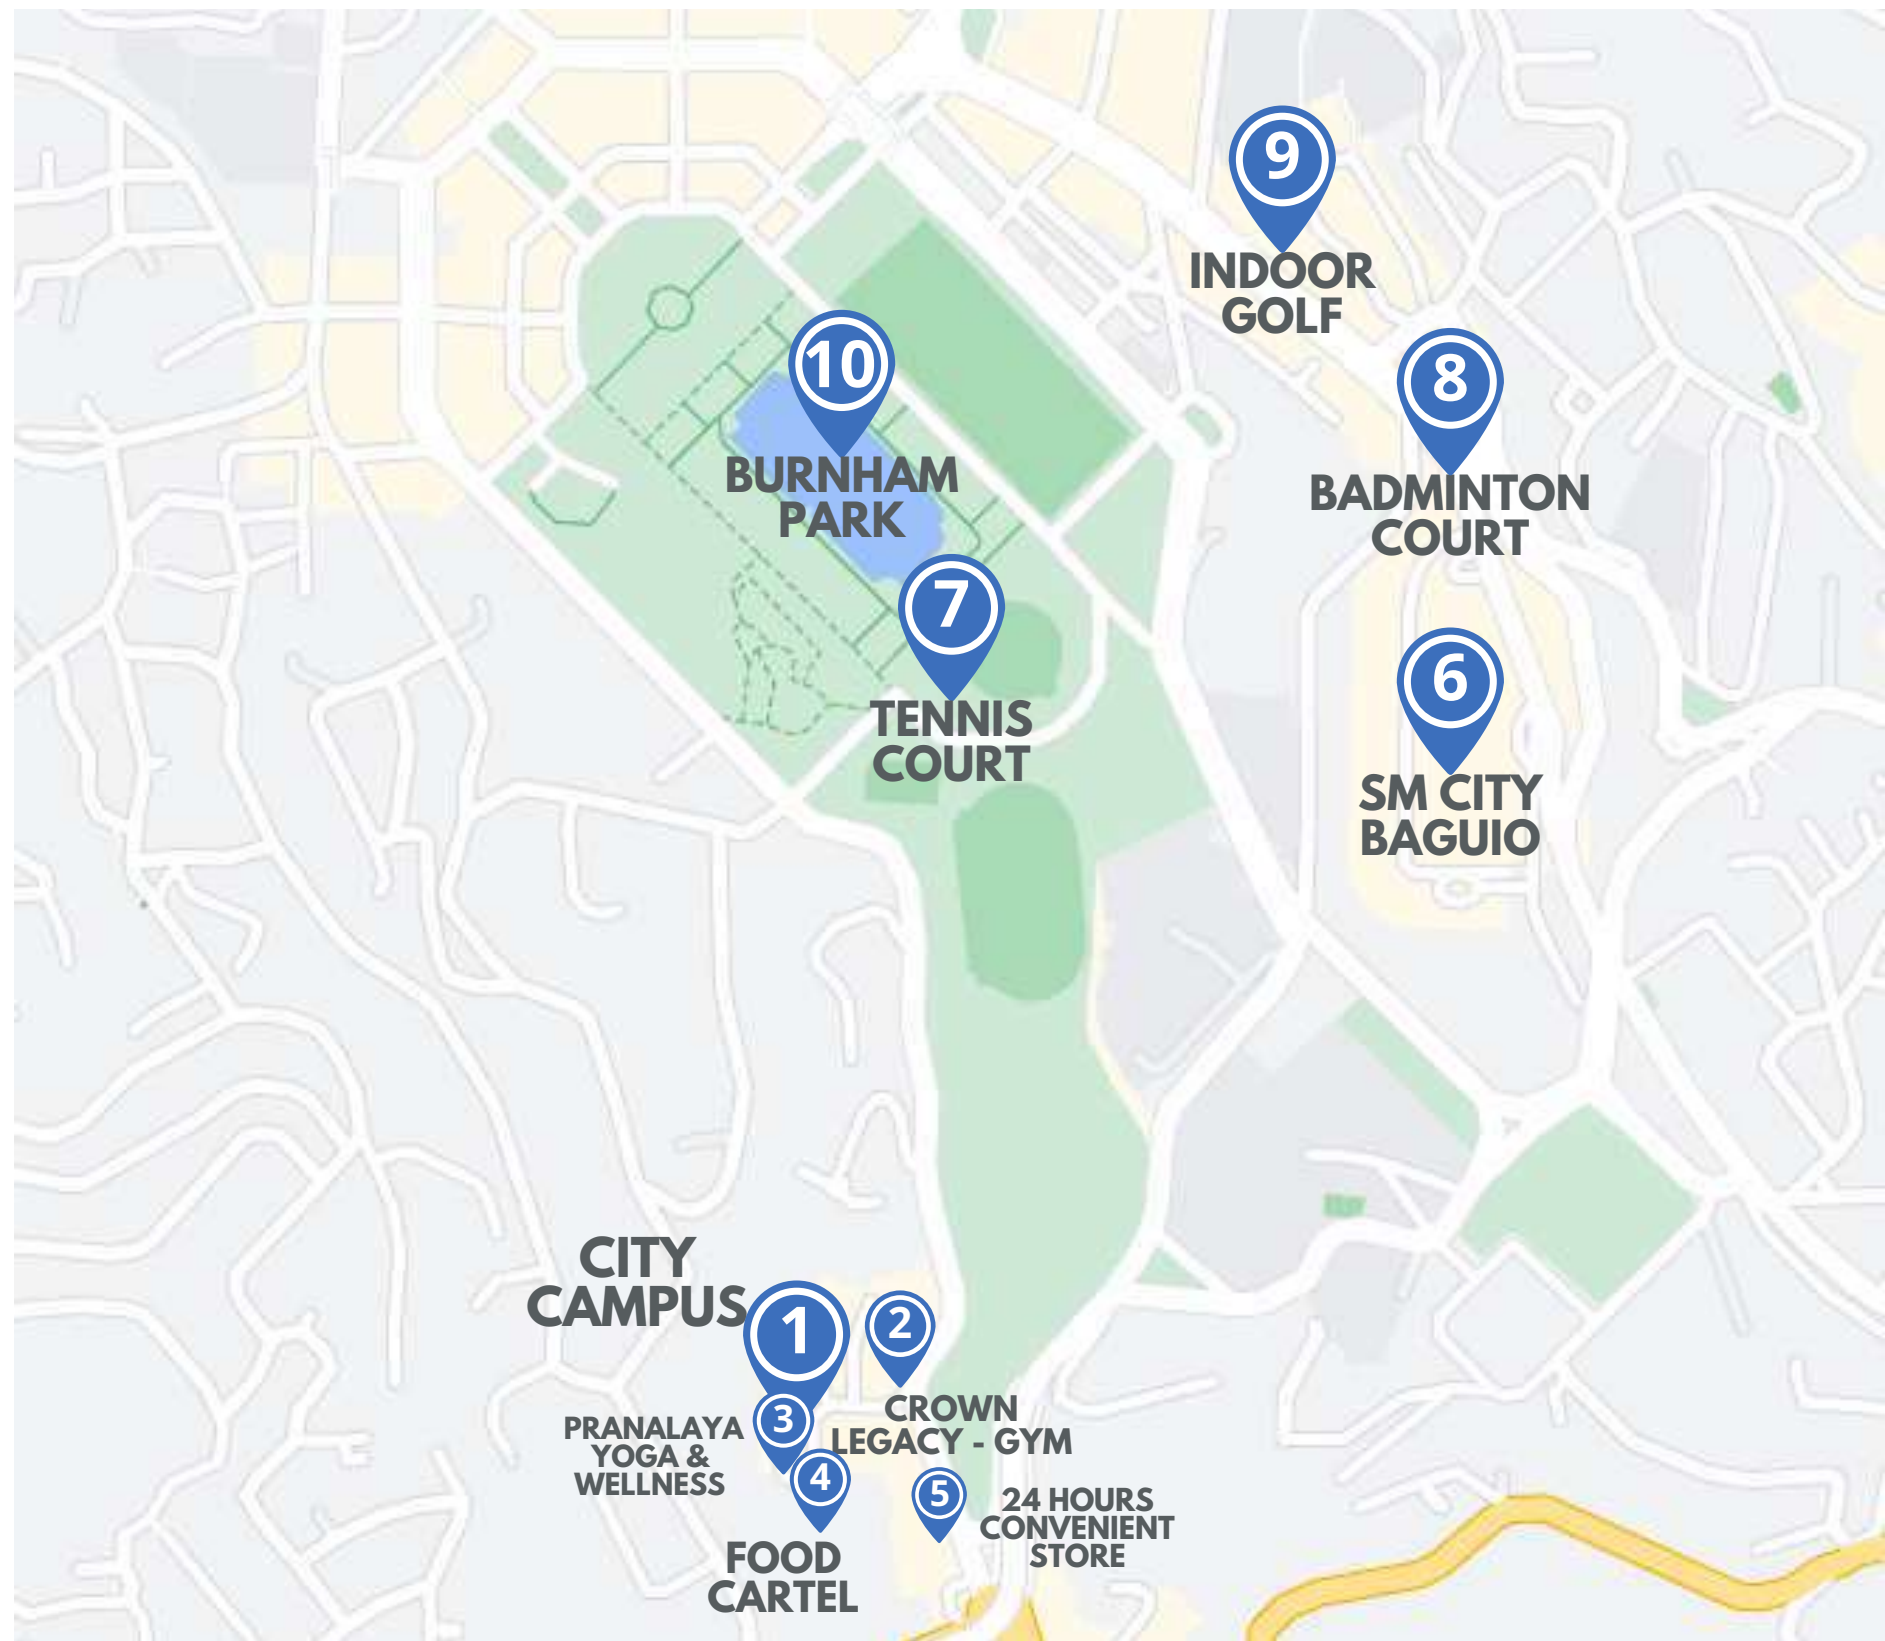 9
INDOOR
GOLF
10
BURNHAM
PARK
8
BADMINTON
COURT
7
TENNIS
COURT
6
SM CITY
BAGUIO
CITY
CAMPUS
1
2
CROWN
LEGACY - GYM
3
PRANALAYA
YOGA &
WELLNESS
4
FOOD
CARTEL
5
24 HOURS
CONVENIENT
STORE